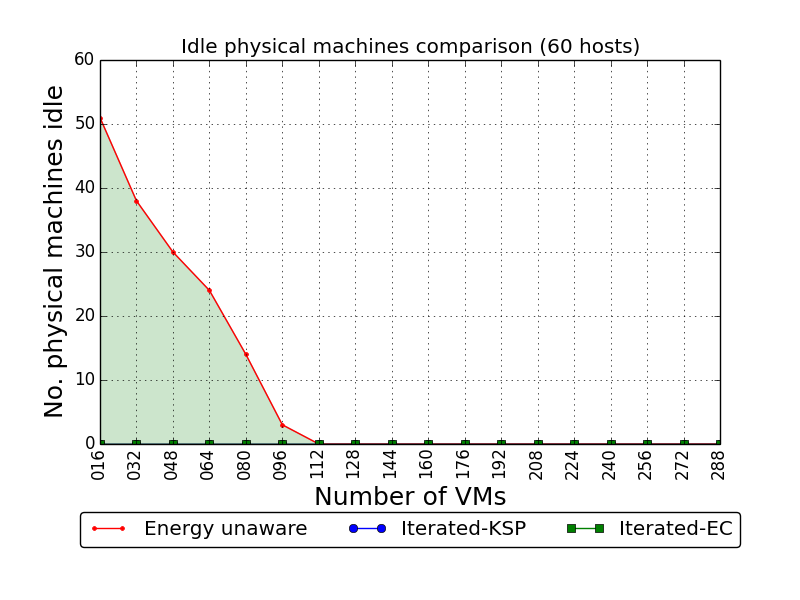 Idle physical machines comparison (60 hosts)
No. physical machines idle
60
50
40
30
20
10
0
016 032 048 064 080 096 112 128 144 160 176 192 208 224 240 256 272 288
Number of VMs
Energy unaware Iterated-KSP Iterated-EC